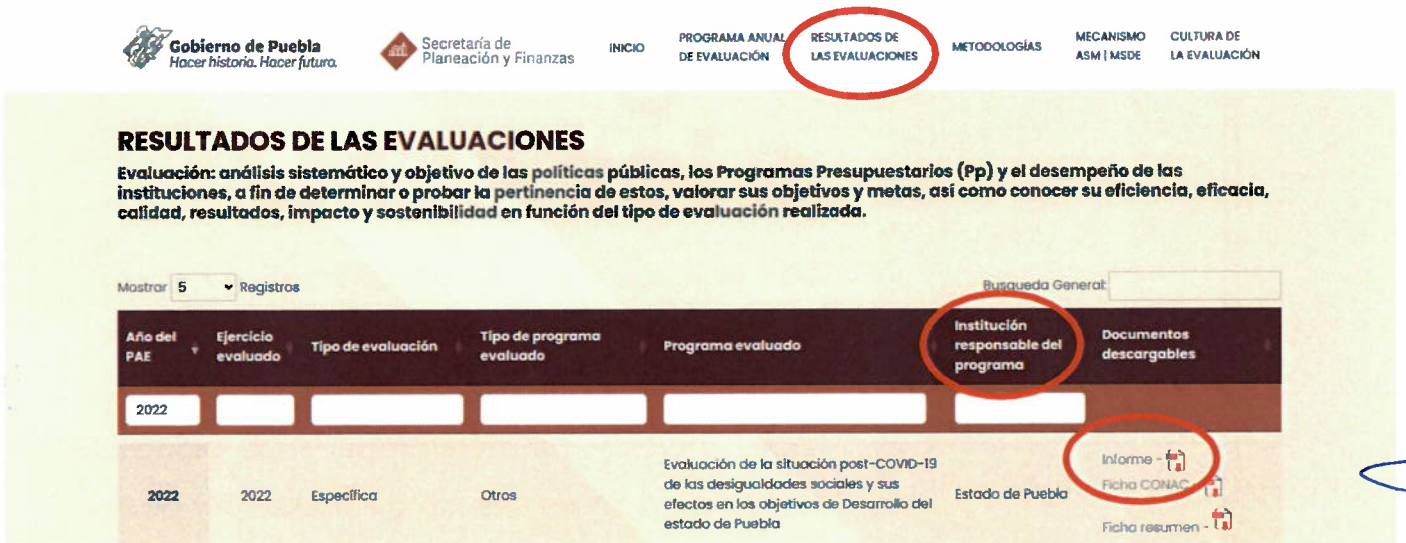 Gobierno de Puebla
Hacer historia. Hacer futuro.
Secretaría de
Planeación y Finanzas
INICIO
PROGRAMA ANUAL
DE EVALUACIÓN
RESULTADOS DE
LAS EVALUACIONES
METODOLOGÍAS
MECANISMO
ASM | MSDE
CULTURA DE
LA EVALUACIÓN
RESULTADOS DE LAS EVALUACIONES
Evaluación: análisis sistemático y objetivo de las políticas públicas, los Programas Presupuestarios (Pp) y el desempeño de las
instituciones, a fin de determinar o probar la pertinencia de estos, valorar sus objetivos y metas, así como conocer su eficiencia, eficacia,
calidad, resultados, impacto y sostenibilidad en función del tipo de evaluación realizada.
Mostrar 5 Registros
Busqueda General:
Año del
PAE
Ejercicio
evaluado
Tipo de evaluación
Tipo de programa
evaluado
Programa evaluado
Institución
responsable del
programa
Documentos
descargables
2022
2022
2022
Específica
Otros
Evaluación de la situación post-COVID-19
de las desigualdades sociales y sus
efectos en los objetivos de Desarrollo del
estado de Puebla
Estado de Puebla
Informe -
Ficha CONAC -
Ficha resumen -